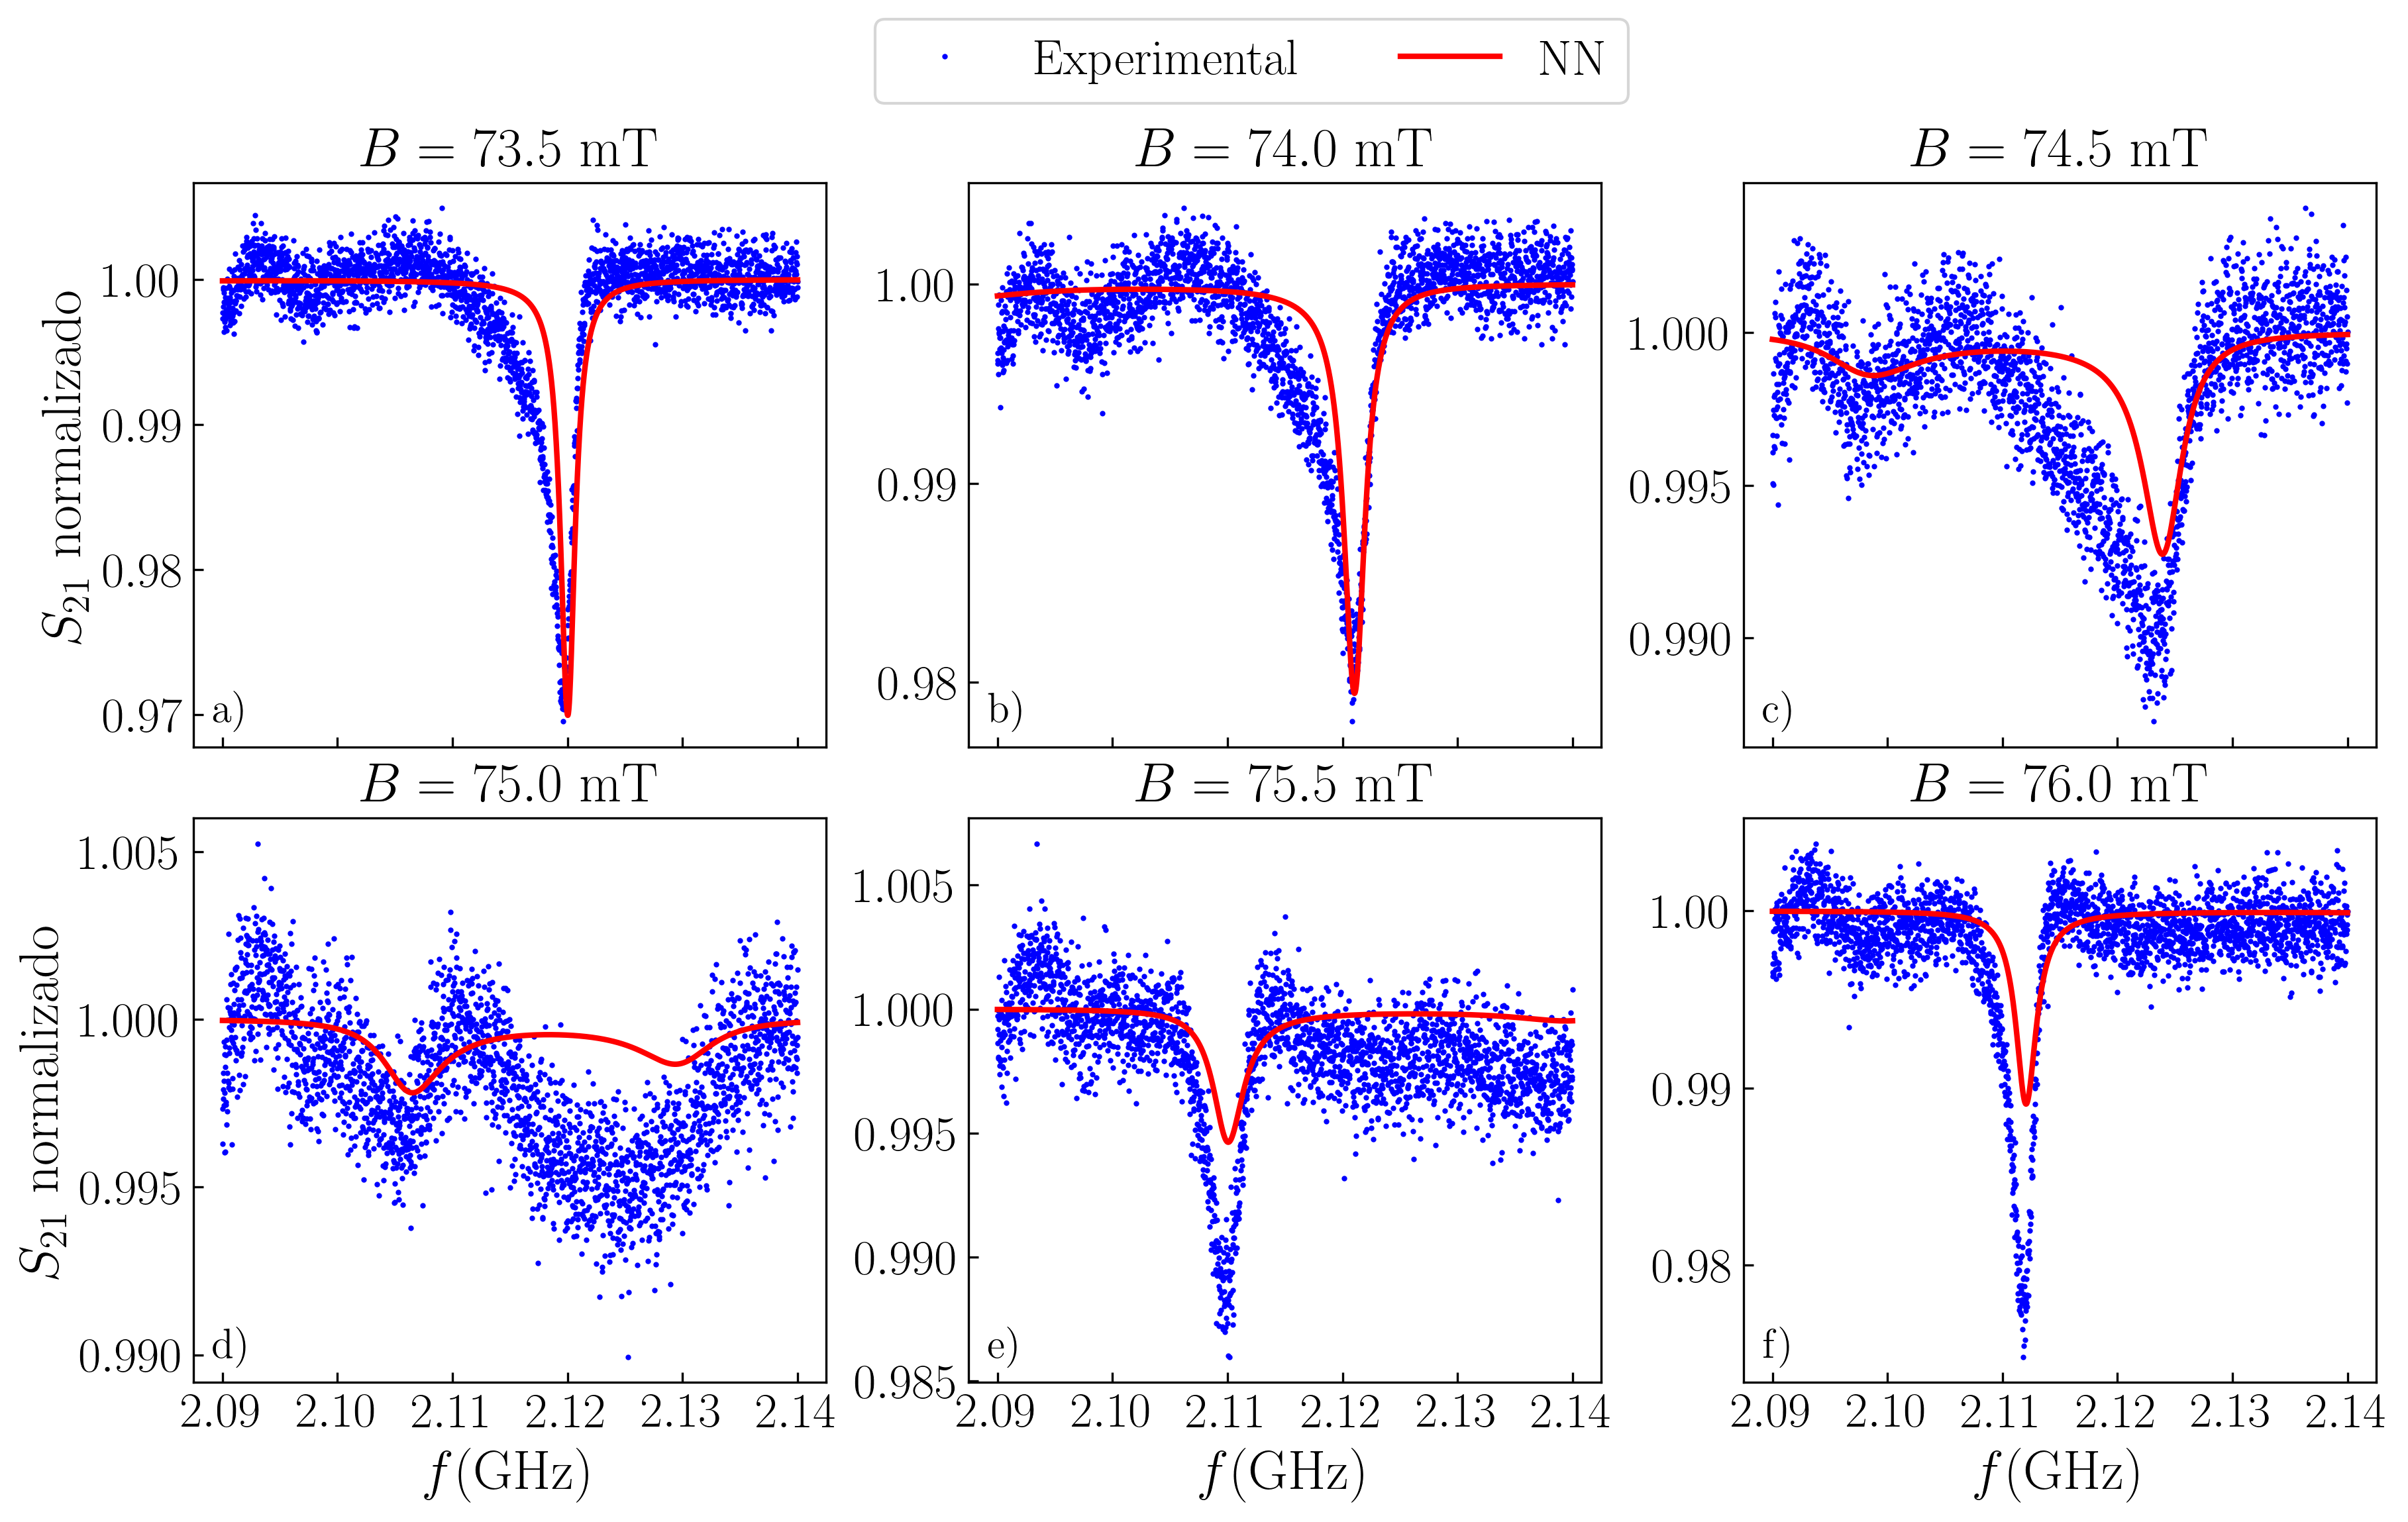 Experimental NN
B = 73.5 mT
B = 74.0 mT
B = 74.5 mT
S21 normalizado
1.00
0.99
0.98
0.97
a)
1.00
0.99
0.98
b)
1.000
0.995
0.990
c)
B = 75.0 mT
B = 75.5 mT
B = 76.0 mT
S21 normalizado
1.005
1.000
0.995
0.990
d)
2.09 2.10 2.11 2.12 2.13 2.14
f(GHz)
1.005
1.000
0.995
0.990
0.985
e)
2.09 2.10 2.11 2.12 2.13 2.14
f(GHz)
1.00
0.99
0.98
f)
2.09 2.10 2.11 2.12 2.13 2.14
f(GHz)